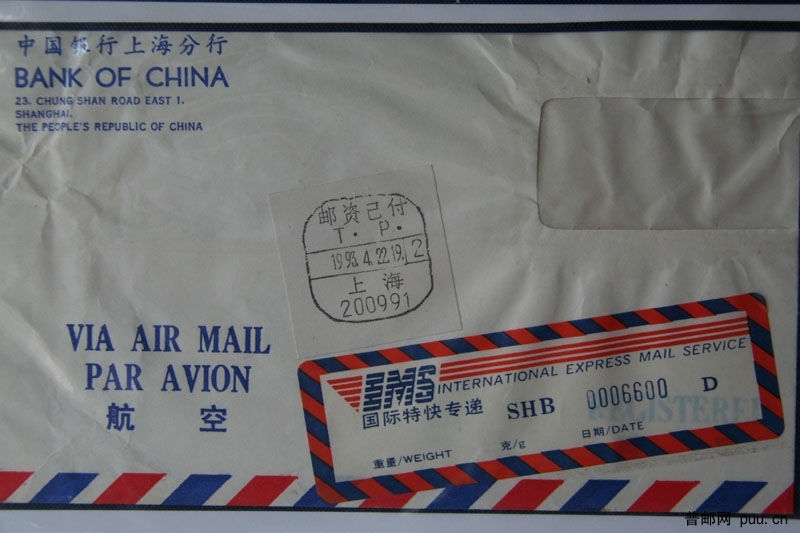 中国银行上海分行
BANK OF CHINA
23. CHUNG SHAN ROAD EAST 1.
SHANGHAI.
THE PEOPLE'S REPUBLIC OF CHINA
邮资已付
T. P.
1993.4.22.19. 2
上海
200991
VIA AIR MAIL
PAR AVION
航 空
EMS INTERNATIONAL EXPRESS MAIL SERVICE
国际特快专递 SHB 0006600 D
REGISTERED
重量/WEIGHT 克/g 日期/DATE
普邮网 puu.cn